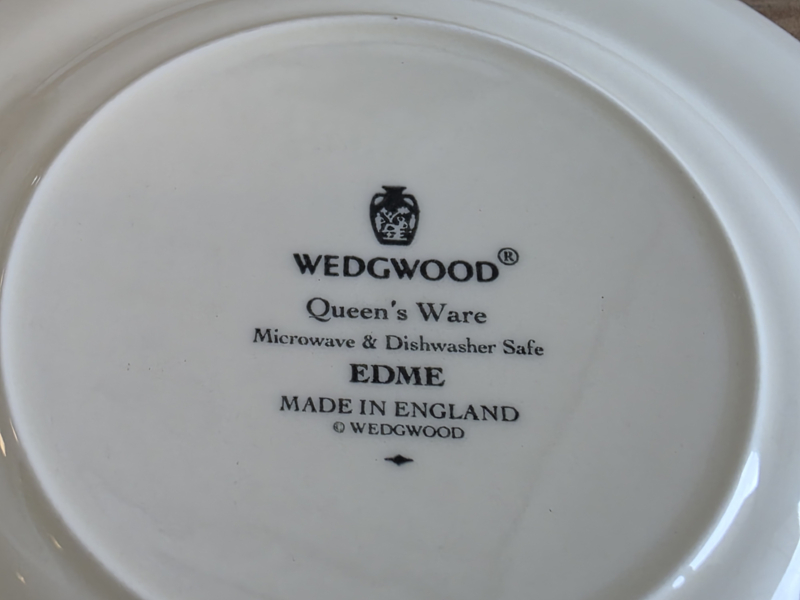 WEDGWOOD®
Queen's Ware
Microwave & Dishwasher Safe
EDME
MADE IN ENGLAND
© WEDGWOOD